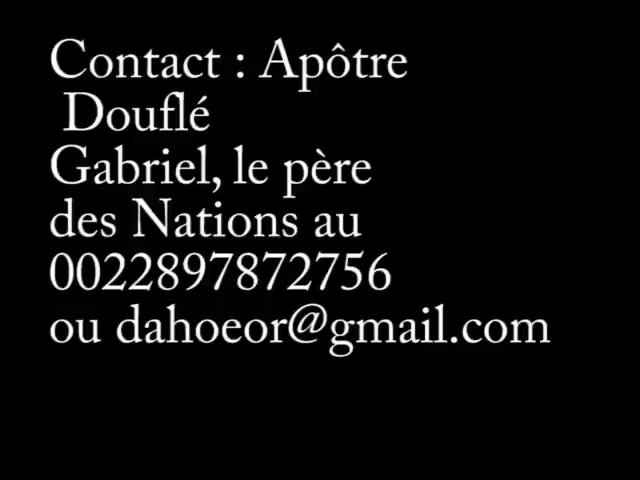 Contact : Apôtre
Douflé
Gabriel, le père
des Nations au
0022897872756
ou dahoeor@gmail.com